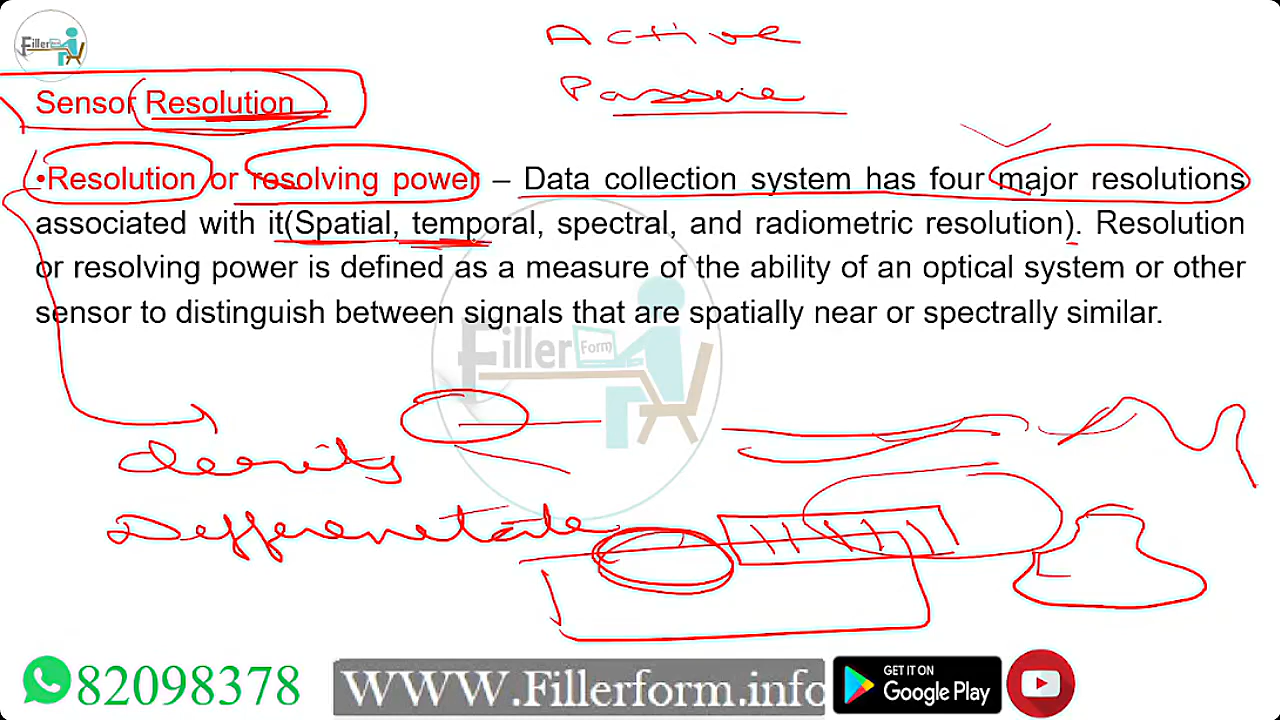 Filler
Active
Passive
Sensor Resolution
•Resolution or resolving power – Data collection system has four major resolutions
associated with it(Spatial, temporal, spectral, and radiometric resolution). Resolution
or resolving power is defined as a measure of the ability of an optical system or other
sensor to distinguish between signals that are spatially near or spectrally similar.
Filler Form
Differenetate
82098378
WWW.Fillerform.info
GET IT ON
Google Play